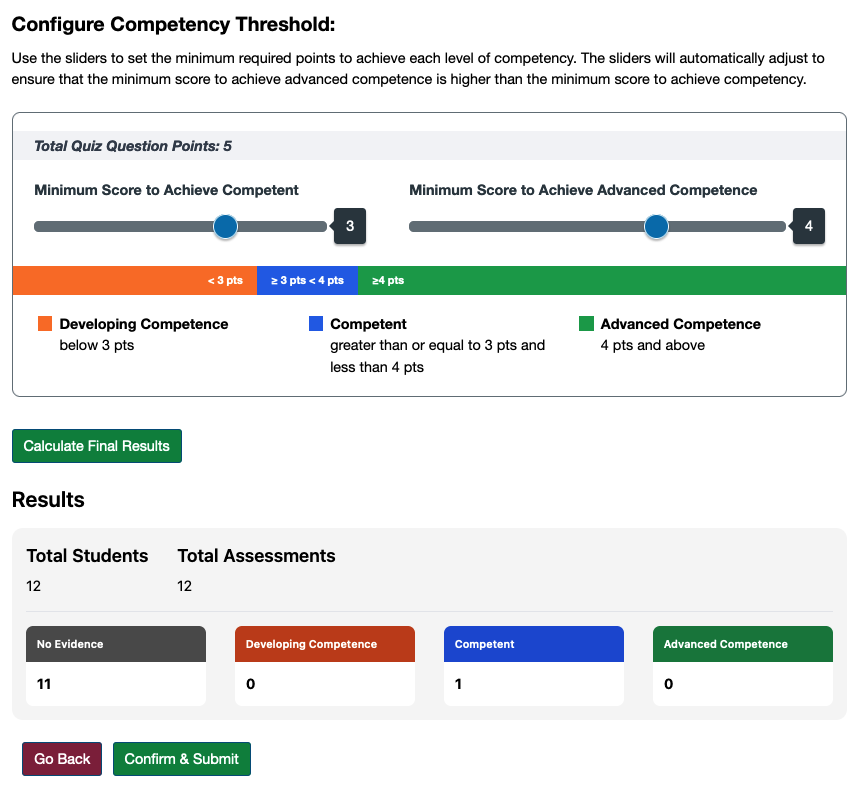 Configure Competency Threshold:
Use the sliders to set the minimum required points to achieve each level of competency. The sliders will automatically adjust to
ensure that the minimum score to achieve advanced competence is higher than the minimum score to achieve competency.
Total Quiz Question Points: 5
Minimum Score to Achieve Competent
3
Minimum Score to Achieve Advanced Competence
4
< 3 pts
≥ 3 pts < 4 pts
≥4 pts
Developing Competence
below 3 pts
Competent
greater than or equal to 3 pts and
less than 4 pts
Advanced Competence
4 pts and above
Calculate Final Results
Results
Total Students
12
Total Assessments
12
No Evidence
11
Developing Competence
0
Competent
1
Advanced Competence
0
Go Back
Confirm & Submit